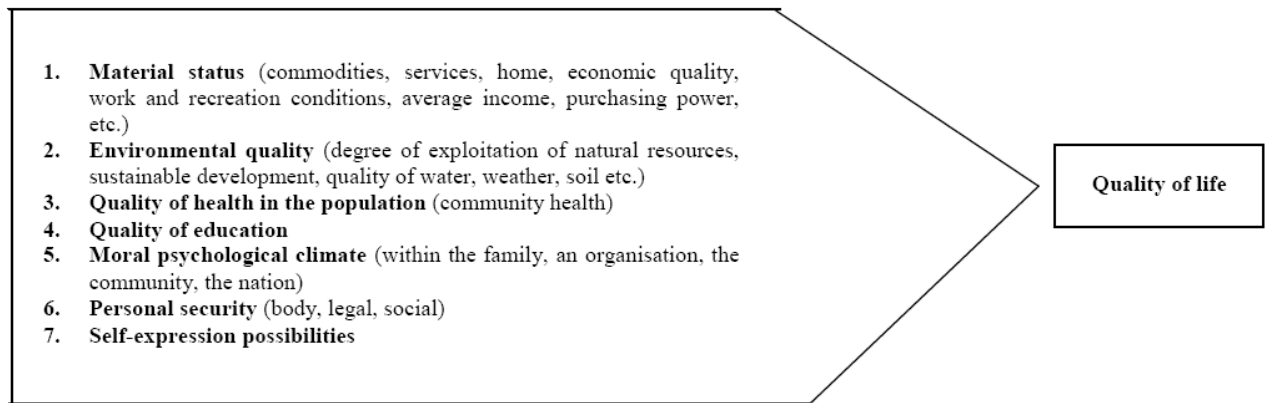 1. Material status (commodities, services, home, economic quality,
work and recreation conditions, average income, purchasing power,
etc.)
2. Environmental quality (degree of exploitation of natural resources,
sustainable development, quality of water, weather, soil etc.)
3. Quality of health in the population (community health)
4. Quality of education
5. Moral psychological climate (within the family, an organisation, the
community, the nation)
6. Personal security (body, legal, social)
7. Self-expression possibilities
Quality of life